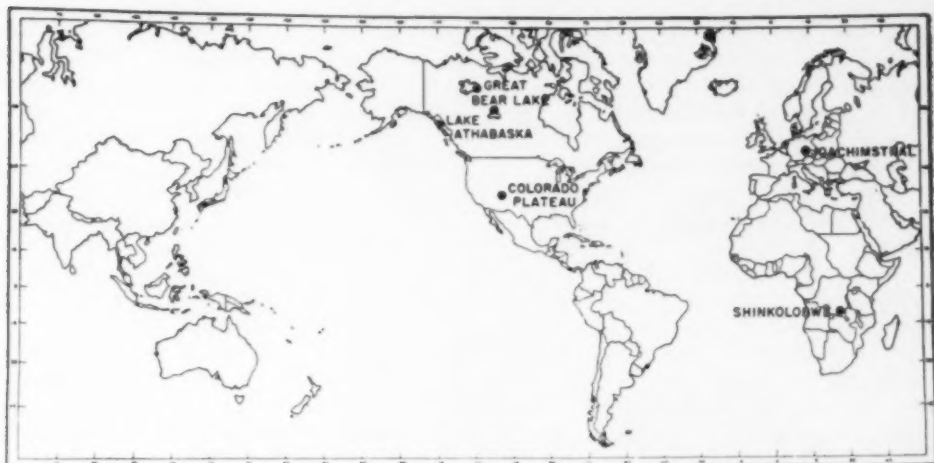 GREAT
BEAR LAKE
LAKE
ATHABASKA
COLORADO
PLATEAU
JOACHIMSTHAL
SHINKOLOBWE